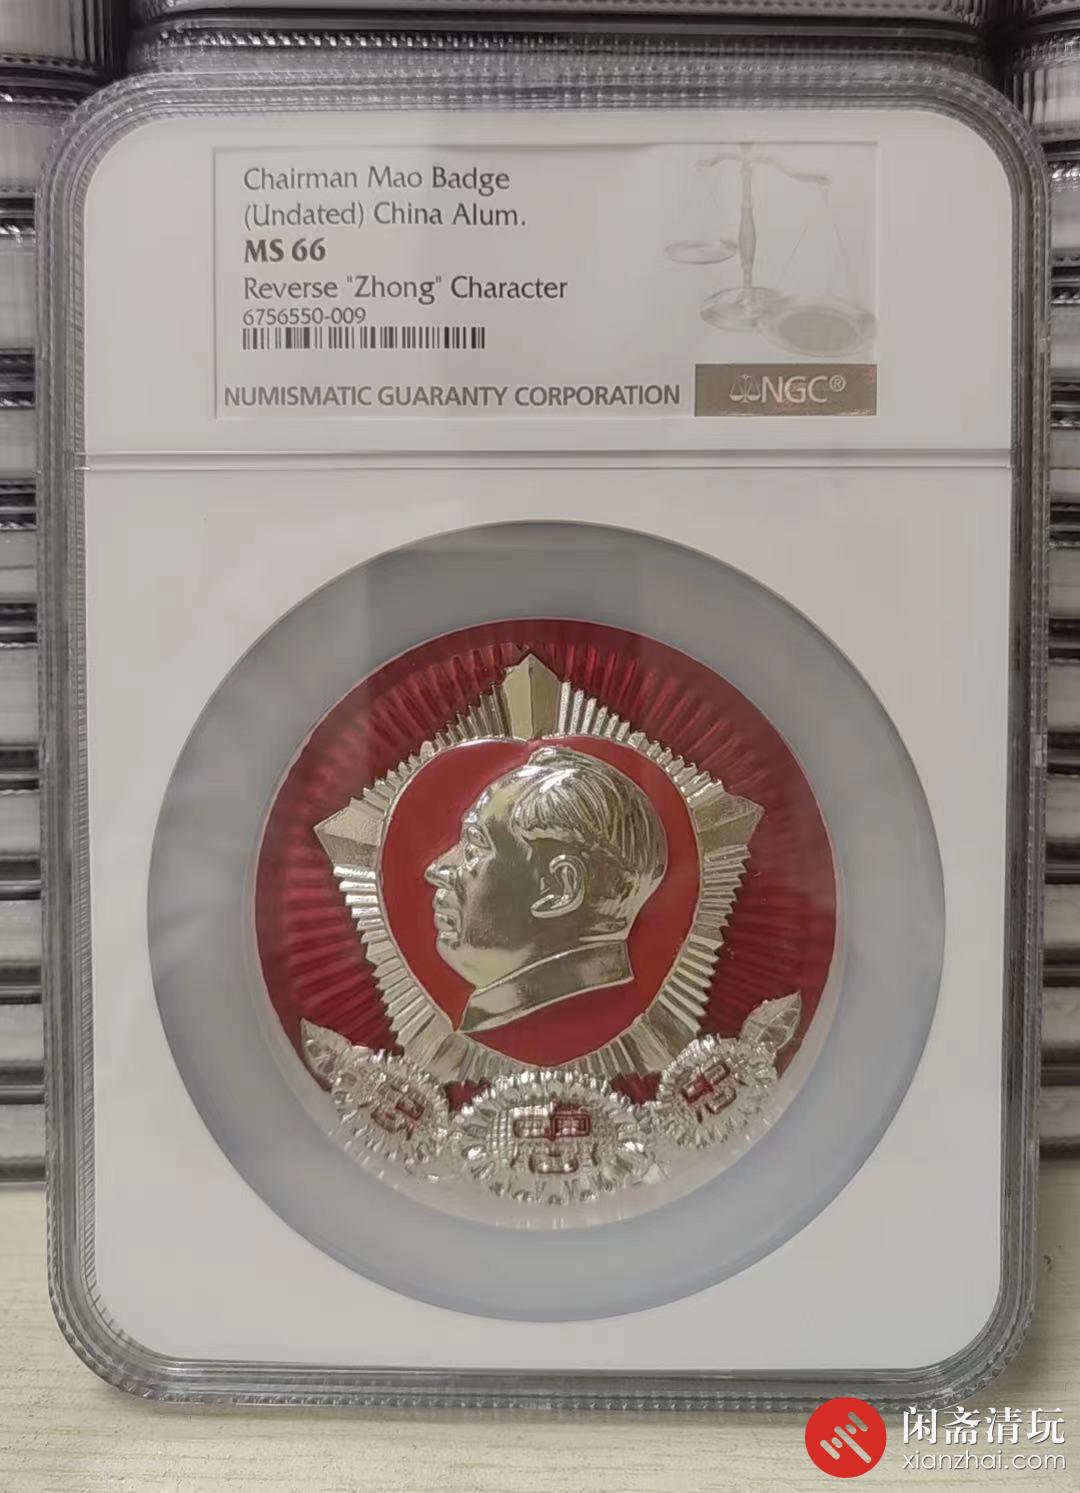 Chairman Mao Badge
(Undated) China Alum.
MS 66
Reverse "Zhong" Character
6756550-009
NUMISMATIC GUARANTY CORPORATION
NGC®
忠 忠 忠
闲斋清玩
xianzhai.com